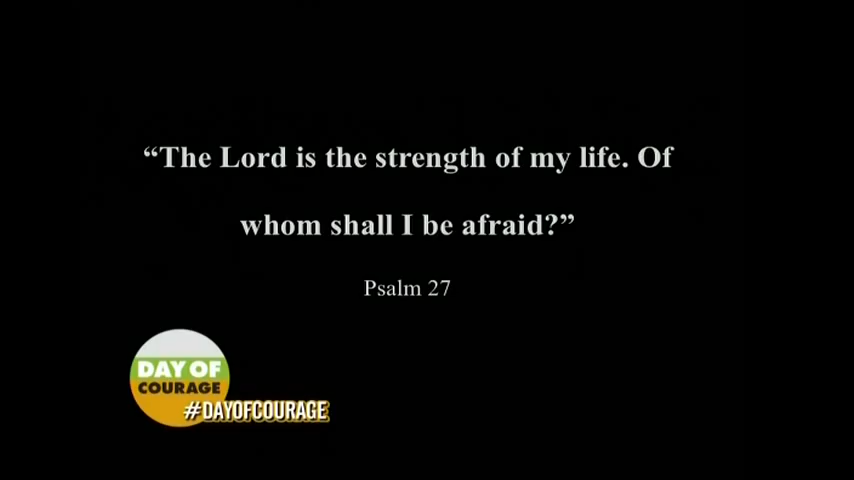 “The Lord is the strength of my life. Of
whom shall I be afraid?”
Psalm 27
DAY OF
COURAGE
#DAYOFCOURAGE